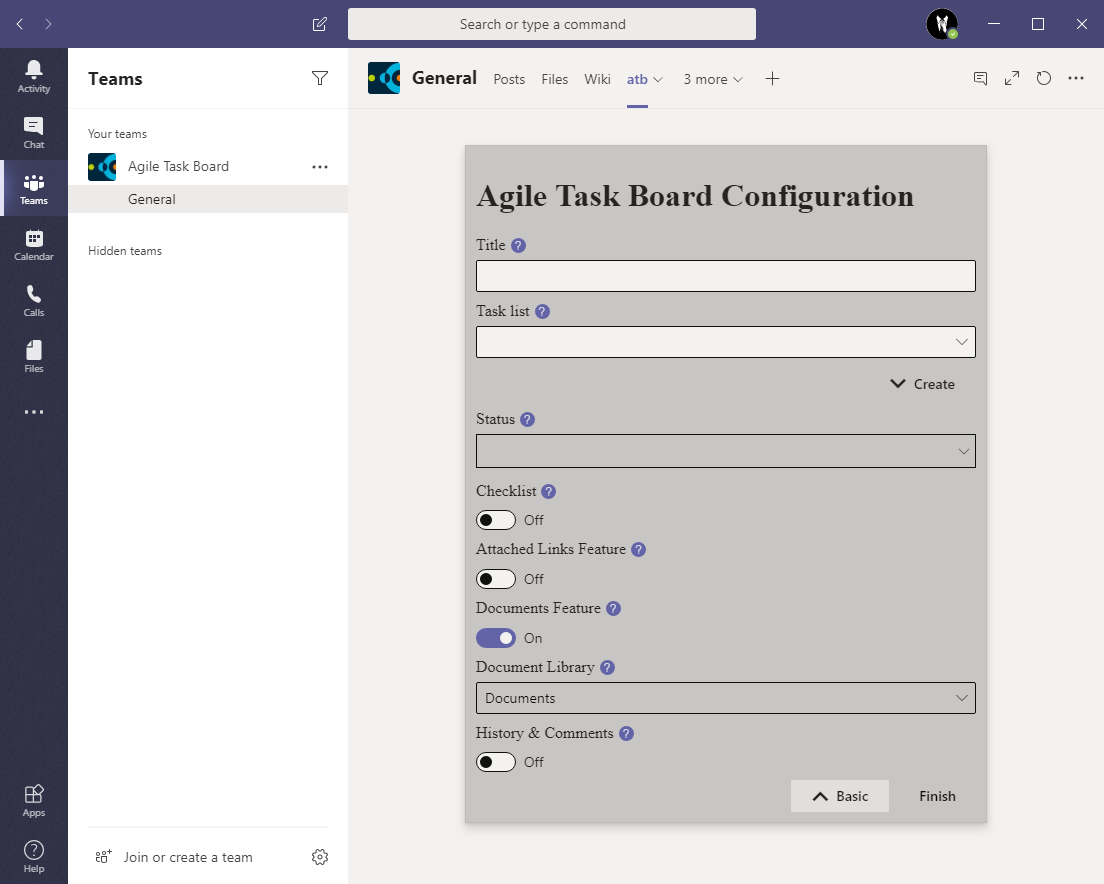 Search or type a command
Activity
Chat
Teams
Calendar
Calls
Files
Apps
Help
Teams
Your teams
Agile Task Board
General
Hidden teams
Join or create a team
General Posts Files Wiki atb 3 more
Agile Task Board Configuration
Title ?
Task list ?
Create
Status ?
Checklist ?
Off
Attached Links Feature ?
Off
Documents Feature ?
On
Document Library ?
Documents
History & Comments ?
Off
Basic Finish